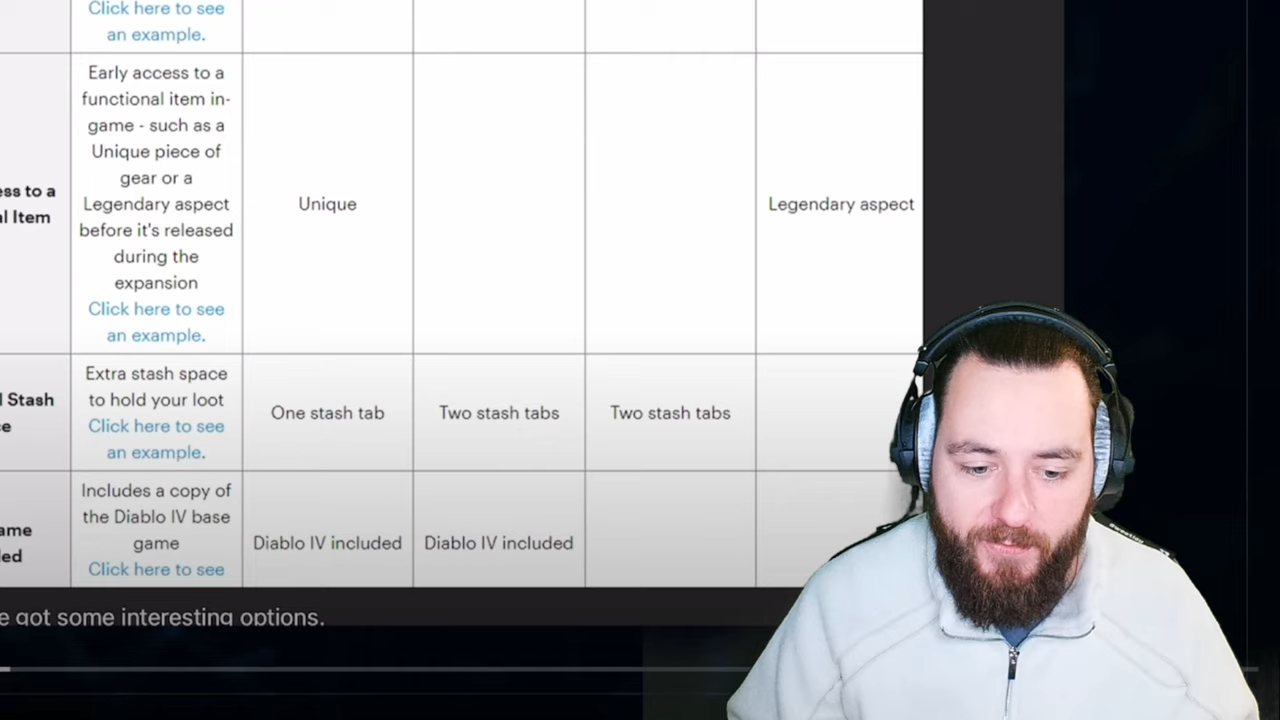 Click here to see
an example.
ess to a
al Item
Early access to a
functional item in-
game - such as a
Unique piece of
gear or a
Legendary aspect
before it's released
during the
expansion
Click here to see
an example.
Unique
Legendary aspect
l Stash
ce
Extra stash space
to hold your loot
Click here to see
an example.
One stash tab
Two stash tabs
Two stash tabs
ame
ded
Includes a copy of
the Diablo IV base
game
Click here to see
Diablo IV included
Diablo IV included
e got some interesting options.